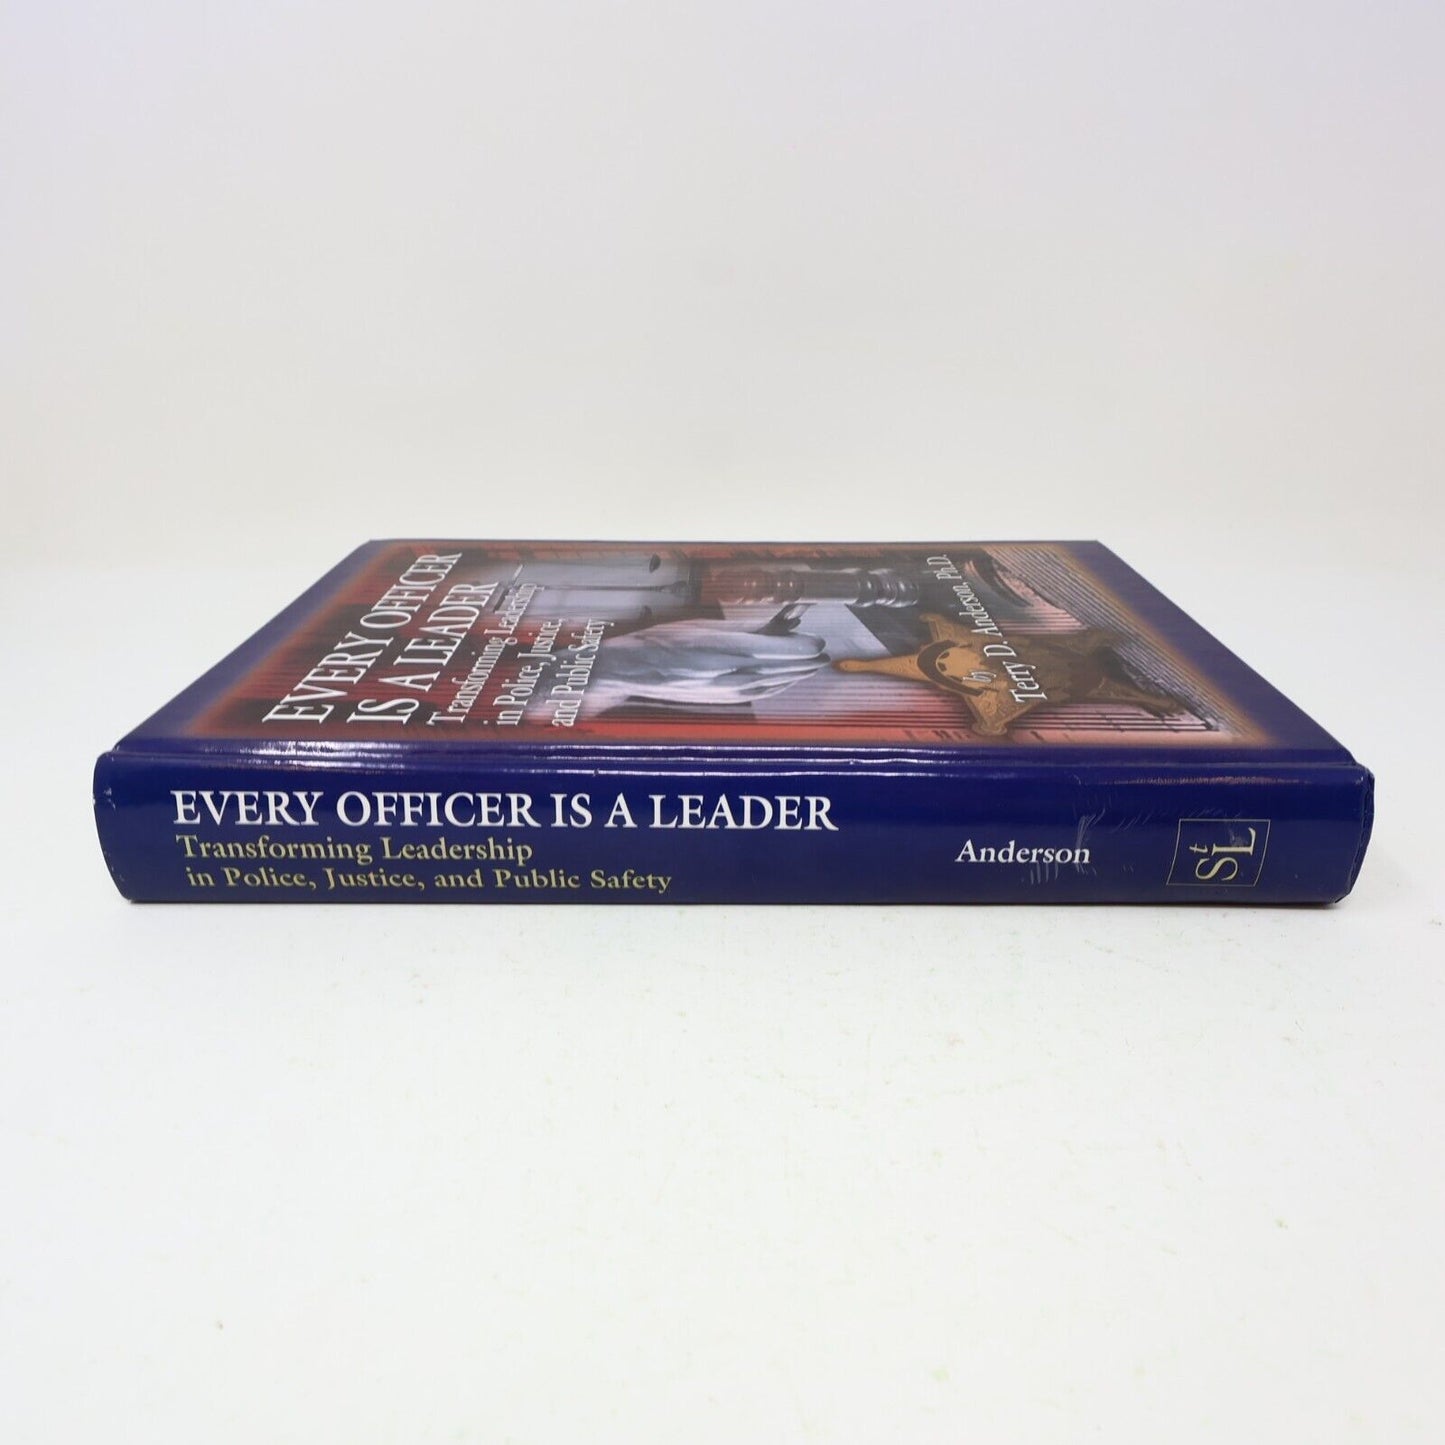 EVERY OFFICER
IS A LEADER
Transforming Leadership
in Police, Justice,
and Public Safety
by
Terry D. Anderson, Ph.D.
EVERY OFFICER IS A LEADER
Transforming Leadership
in Police, Justice, and Public Safety
Anderson
StL